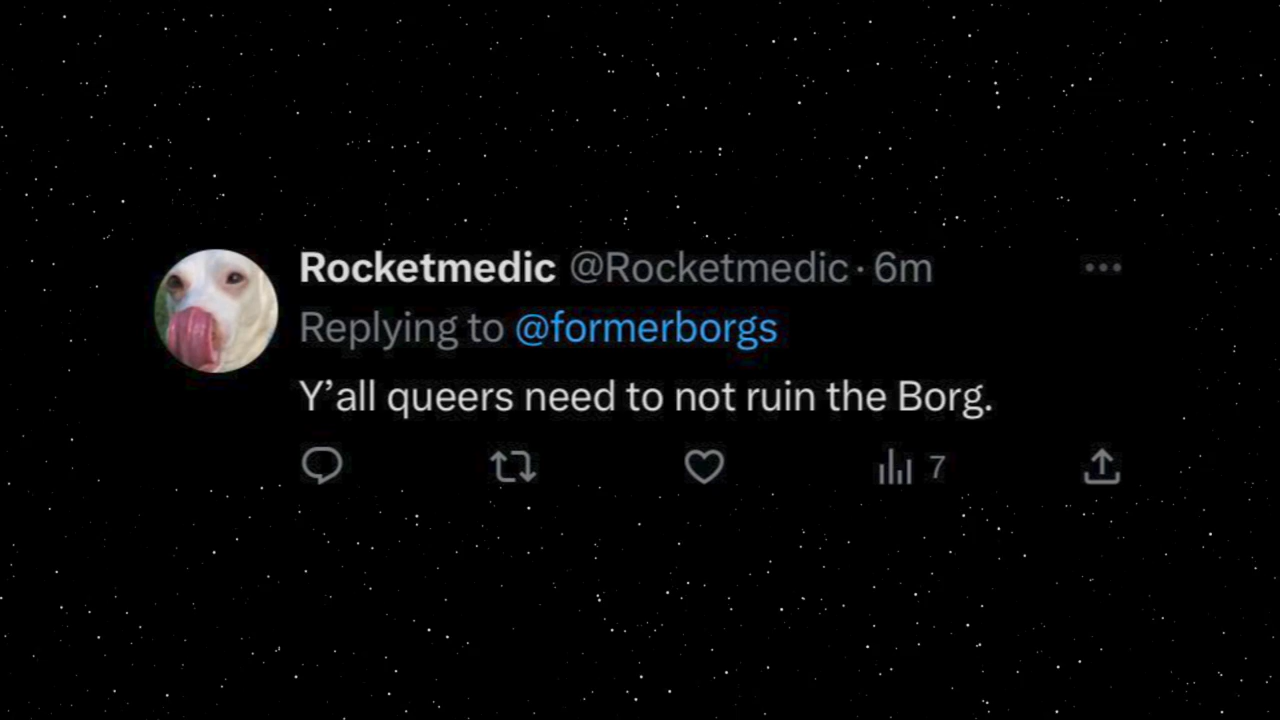 Rocketmedic @Rocketmedic · 6m
Replying to @formerborgs
Y’all queers need to not ruin the Borg.
7